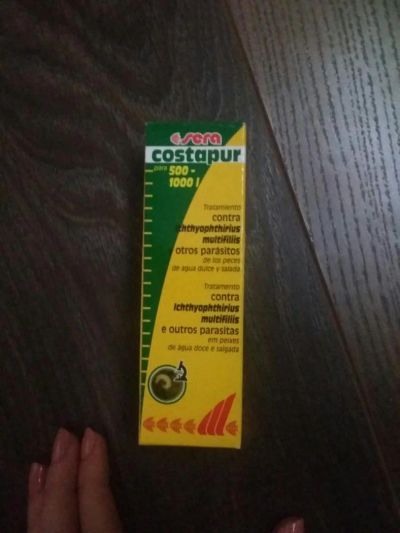 sera
costapur
para 500 -
1000 l
Tratamiento
contra
Ichthyophthirius
multifiliis
y otros parásitos
de los peces
de agua dulce y salada
Tratamento
contra
Ichthyophthirius
multifiliis
e outros parasitas
em peixes
de água doce e salgada